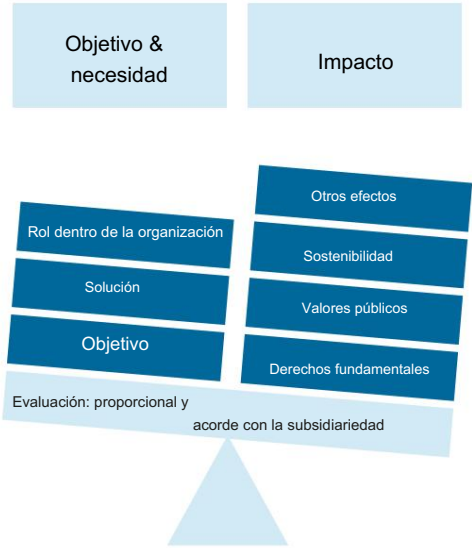 Objetivo &
necesidad
Impacto
Rol dentro de la organización
Solución
Objetivo
Otros efectos
Sostenibilidad
Valores públicos
Derechos fundamentales
Evaluación: proporcional y
acorde con la subsidiariedad